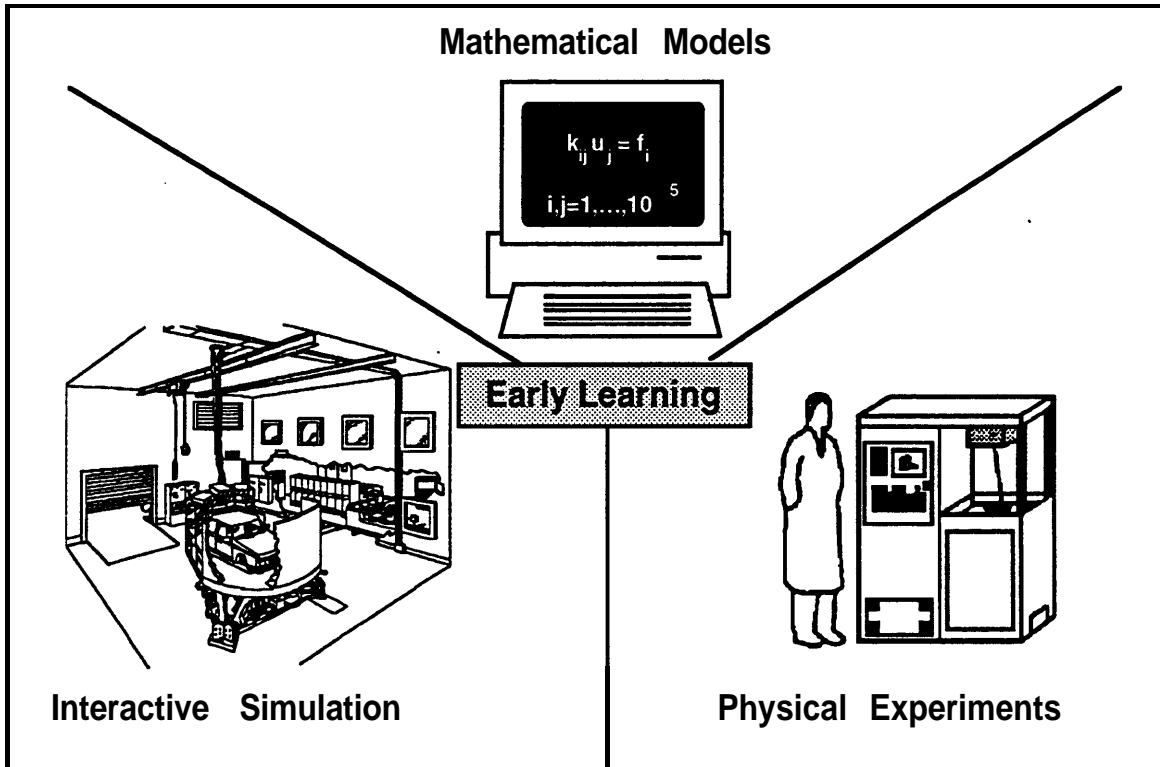 Mathematical Models
k_ij u_j = f_i
i,j=1,...,10^5
Early Learning
Interactive Simulation
Physical Experiments